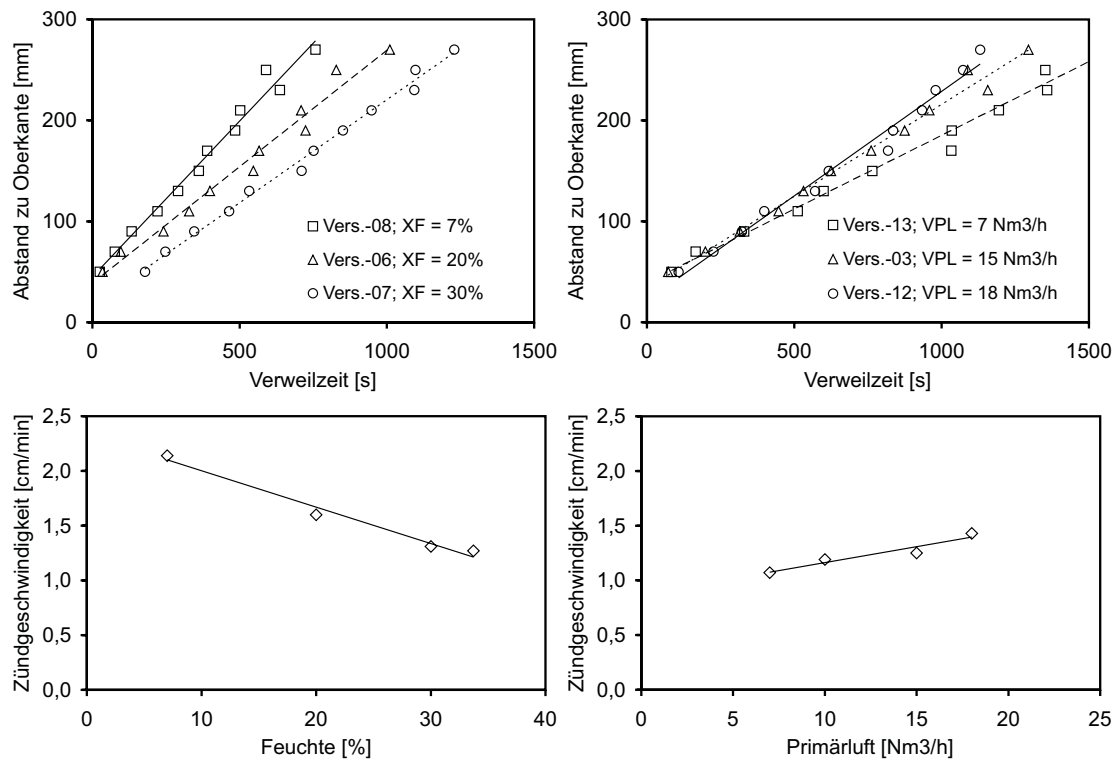 300
200
100
0
Abstand zu Oberkante [mm]
Vers.-08; XF = 7%
Vers.-06; XF = 20%
Vers.-07; XF = 30%
0 500 1000 1500
Verweilzeit [s]
300
200
100
0
Abstand zu Oberkante [mm]
Vers.-13; VPL = 7 Nm3/h
Vers.-03; VPL = 15 Nm3/h
Vers.-12; VPL = 18 Nm3/h
0 500 1000 1500
Verweilzeit [s]
2,5
2,0
1,5
1,0
0,5
0,0
Zündgeschwindigkeit [cm/min]
0 10 20 30 40
Feuchte [%]
2,5
2,0
1,5
1,0
0,5
0,0
Zündgeschwindigkeit [cm/min]
0 5 10 15 20 25
Primärluft [Nm3/h]